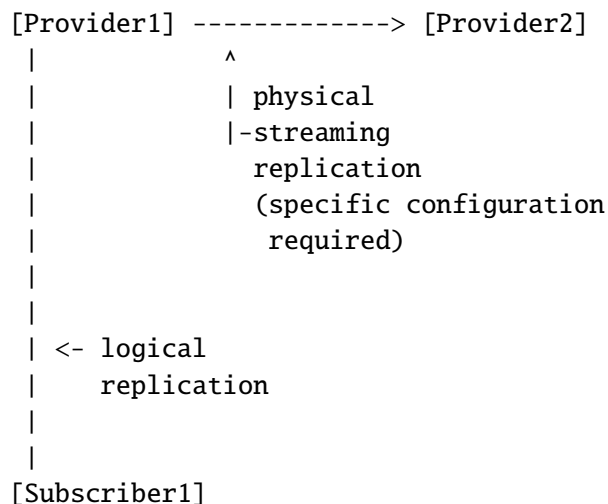 [Provider1] -------------> [Provider2]
|               ^
|               | physical
|               |-streaming
|                 replication
|                 (specific configuration
|                  required)
|
|
| <- logical
|    replication
|
|
[Subscriber1]